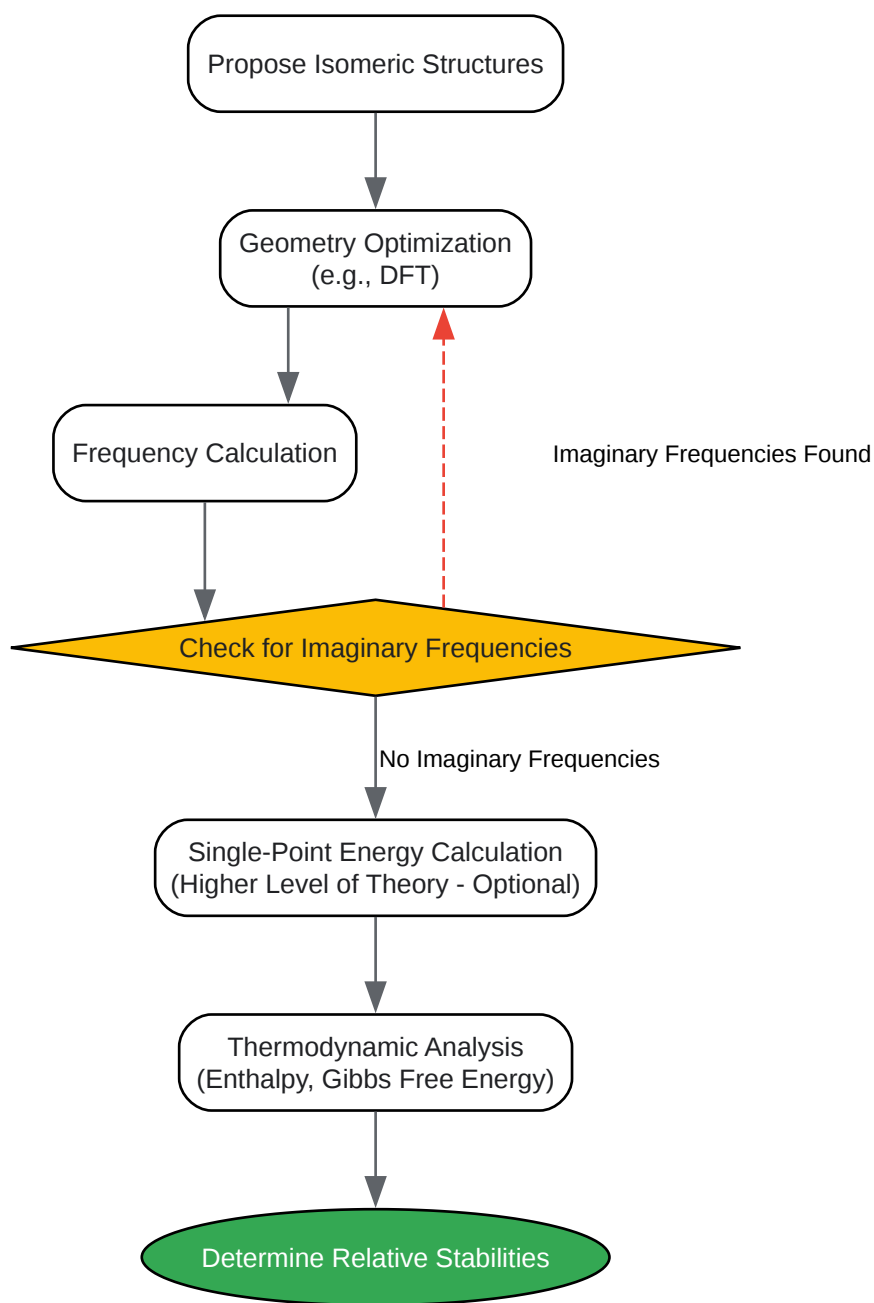 Propose Isomeric Structures
Geometry Optimization
(e.g., DFT)
Frequency Calculation
Imaginary Frequencies Found
Check for Imaginary Frequencies
No Imaginary Frequencies
Single-Point Energy Calculation
(Higher Level of Theory - Optional)
Thermodynamic Analysis
(Enthalpy, Gibbs Free Energy)
Determine Relative Stabilities